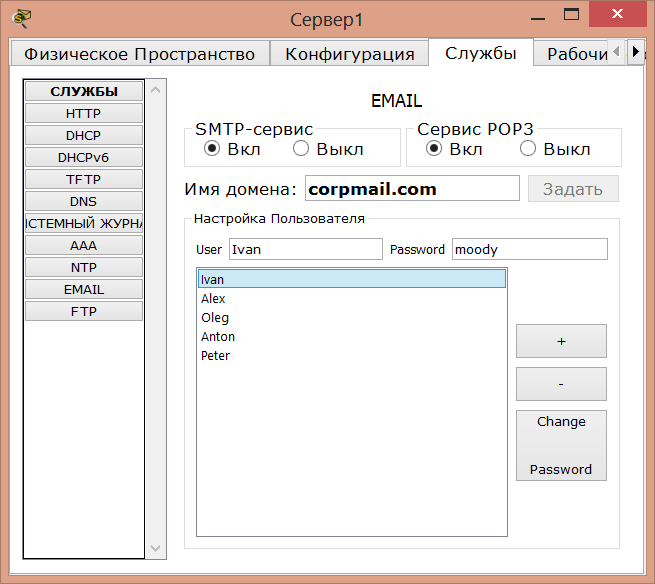 Сервер1
Физическое Пространство Конфигурация Службы Рабочи
СЛУЖБЫ
HTTP
DHCP
DHCPv6
TFTP
DNS
ІСТЕМНЫЙ ЖУРНА
AAA
NTP
EMAIL
FTP
EMAIL
SMTP-сервис Сервис POP3
Вкл Выкл Вкл Выкл
Имя домена: corpmail.com Задать
Настройка Пользователя
User Ivan Password moody
Ivan
Alex
Oleg
Anton
Peter
+
-
Change
Password